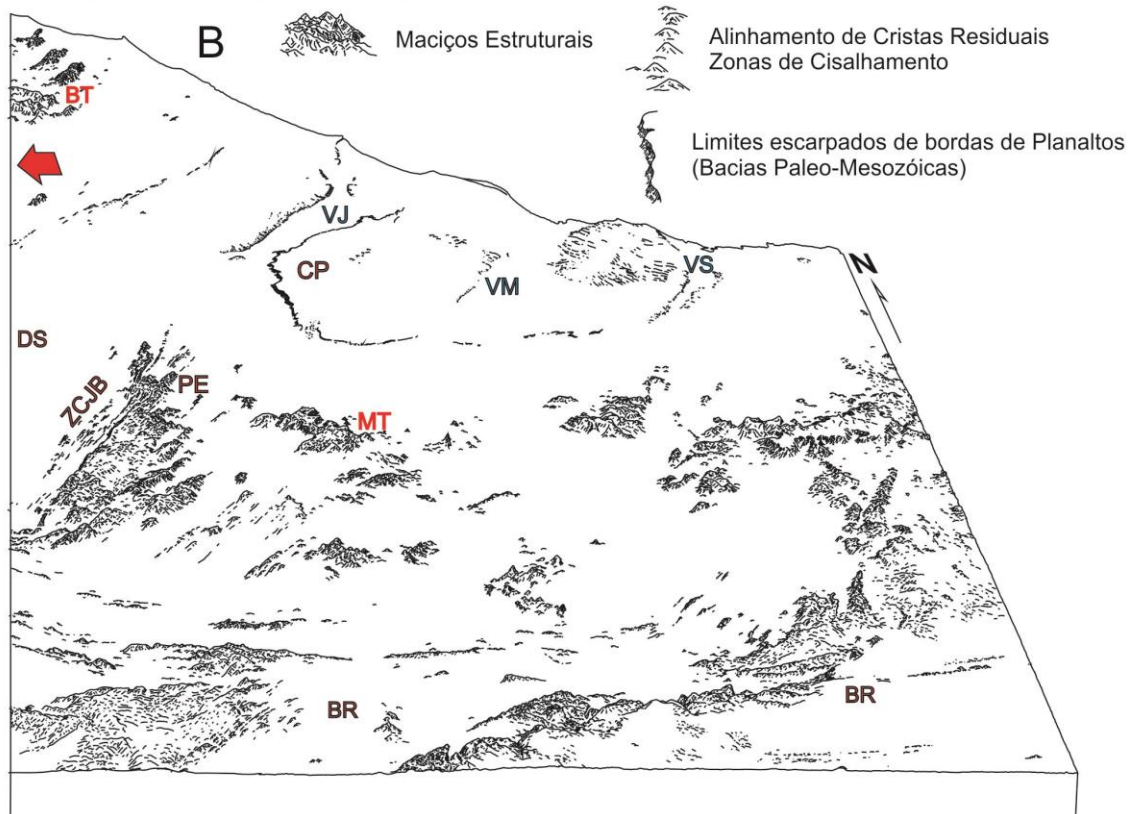 B
Maciços Estruturais
Alinhamento de Cristas Residuais
Zonas de Cisalhamento
Limites escarpados de bordas de Planaltos
(Bacias Paleo-Mesozóicas)
BT
VJ
CP
VM
VS
N
DS
ZCJB
PE
MT
BR
BR